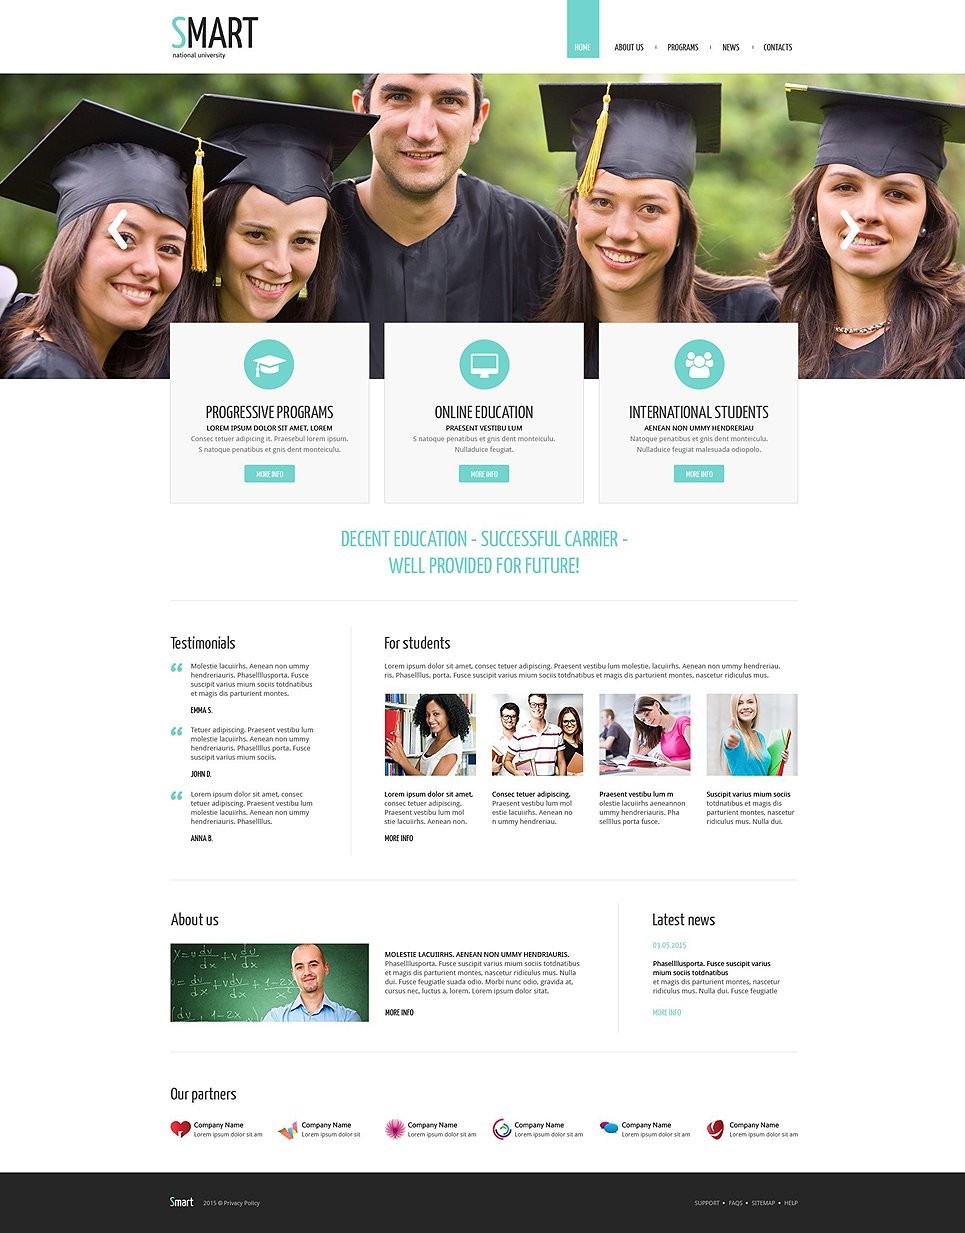 SMART
national university
HOME
ABOUT US
PROGRAMS
NEWS
CONTACTS
PROGRESSIVE PROGRAMS
LOREM IPSUM DOLOR SIT AMET, LOREM
Consec tetuer adipicing it. Praesebul lorem ipsum.
S natoque penatibus et gnis dent monteiculu.
MORE INFO
ONLINE EDUCATION
PRAESENT VESTIBU LUM
S natoque penatibus et gnis dent monteiculu.
Nulladuice feugiat.
MORE INFO
INTERNATIONAL STUDENTS
AENEAN NON UMMY HENDRERIAU
Natoque penatibus et gnis dent monteiculu.
Nulladuice feugiat malesuada odiopolo.
MORE INFO
DECENT EDUCATION - SUCCESSFUL CARRIER -
WELL PROVIDED FOR FUTURE!
Testimonials
Molestie lacuiirhs. Aenean non ummy
hendreriauris. Phasellllusporta. Fusce
suscipit varius mium sociis totdnatibus
et magis dis parturient montes.
EMMA S.
Tetuer adipiscing. Praesent vestibu lum
molestie lacuiirhs. Aenean non ummy
hendreriauris. Phasellllus porta. Fusce
suscipit varius mium sociis.
JOHN D.
Lorem ipsum dolor sit amet, consec
tetuer adipiscing. Praesent vestibu lum
molestie lacuiirhs. Aenean non ummy
hendreriauris. Phasellllus.
ANNA B.
For students
Lorem ipsum dolor sit amet, consec tetuer adipiscing. Praesent vestibu lum molestie. lacuiirhs. Aenean non ummy hendreriau.
ris. Phasellllus. porta. Fusce suscipit varius mium sociis totdnatibus et magis dis parturient montes, nascetur ridiculus mus.
Lorem ipsum dolor sit amet,
consec tetuer adipiscing.
Praesent vestibu lum mol
stie lacuiirhs. Aenean non.
MORE INFO
Consec tetuer adipiscing.
Praesent vestibu lum mol
estie lacuiirhs. Aenean no
n ummy hendreriau.
Praesent vestibu lum m
olestie lacuiirhs aeneannon
ummy hendreriauris. Pha
sellllus porta fusce.
Suscipit varius mium sociis
totdnatibus et magis dis
parturient montes, nascetur
ridiculus mus. Nulla dui.
About us
MOLESTIE LACUIIRHS. AENEAN NON UMMY HENDRIAURIS.
Phasellllusporta. Fusce suscipit varius mium sociis totdnatibus
et magis dis parturient montes, nascetur ridiculus mus. Nulla
dui. Fusce feugiatle suada odio. Morbi nunc odio, gravida at,
cursus nec, luctus a, lorem. Lorem ipsum dolor sitat.
MORE INFO
Latest news
03.05.2015
Phasellllusporta. Fusce suscipit varius
mium sociis totdnatibus
et magis dis parturient montes, nascetur
ridiculus mus. Nulla dui. Fusce feugiatle
MORE INFO
Our partners
Company Name
Lorem ipsum dolor sit am
Company Name
Lorem ipsum dolor sit
Company Name
Lorem ipsum dolor sit am
Company Name
Lorem ipsum dolor sit am
Company Name
Lorem ipsum dolor sit am
Company Name
Lorem ipsum dolor sit am
Smart
2015 © Privacy Policy
SUPPORT • FAQS • SITEMAP • HELP